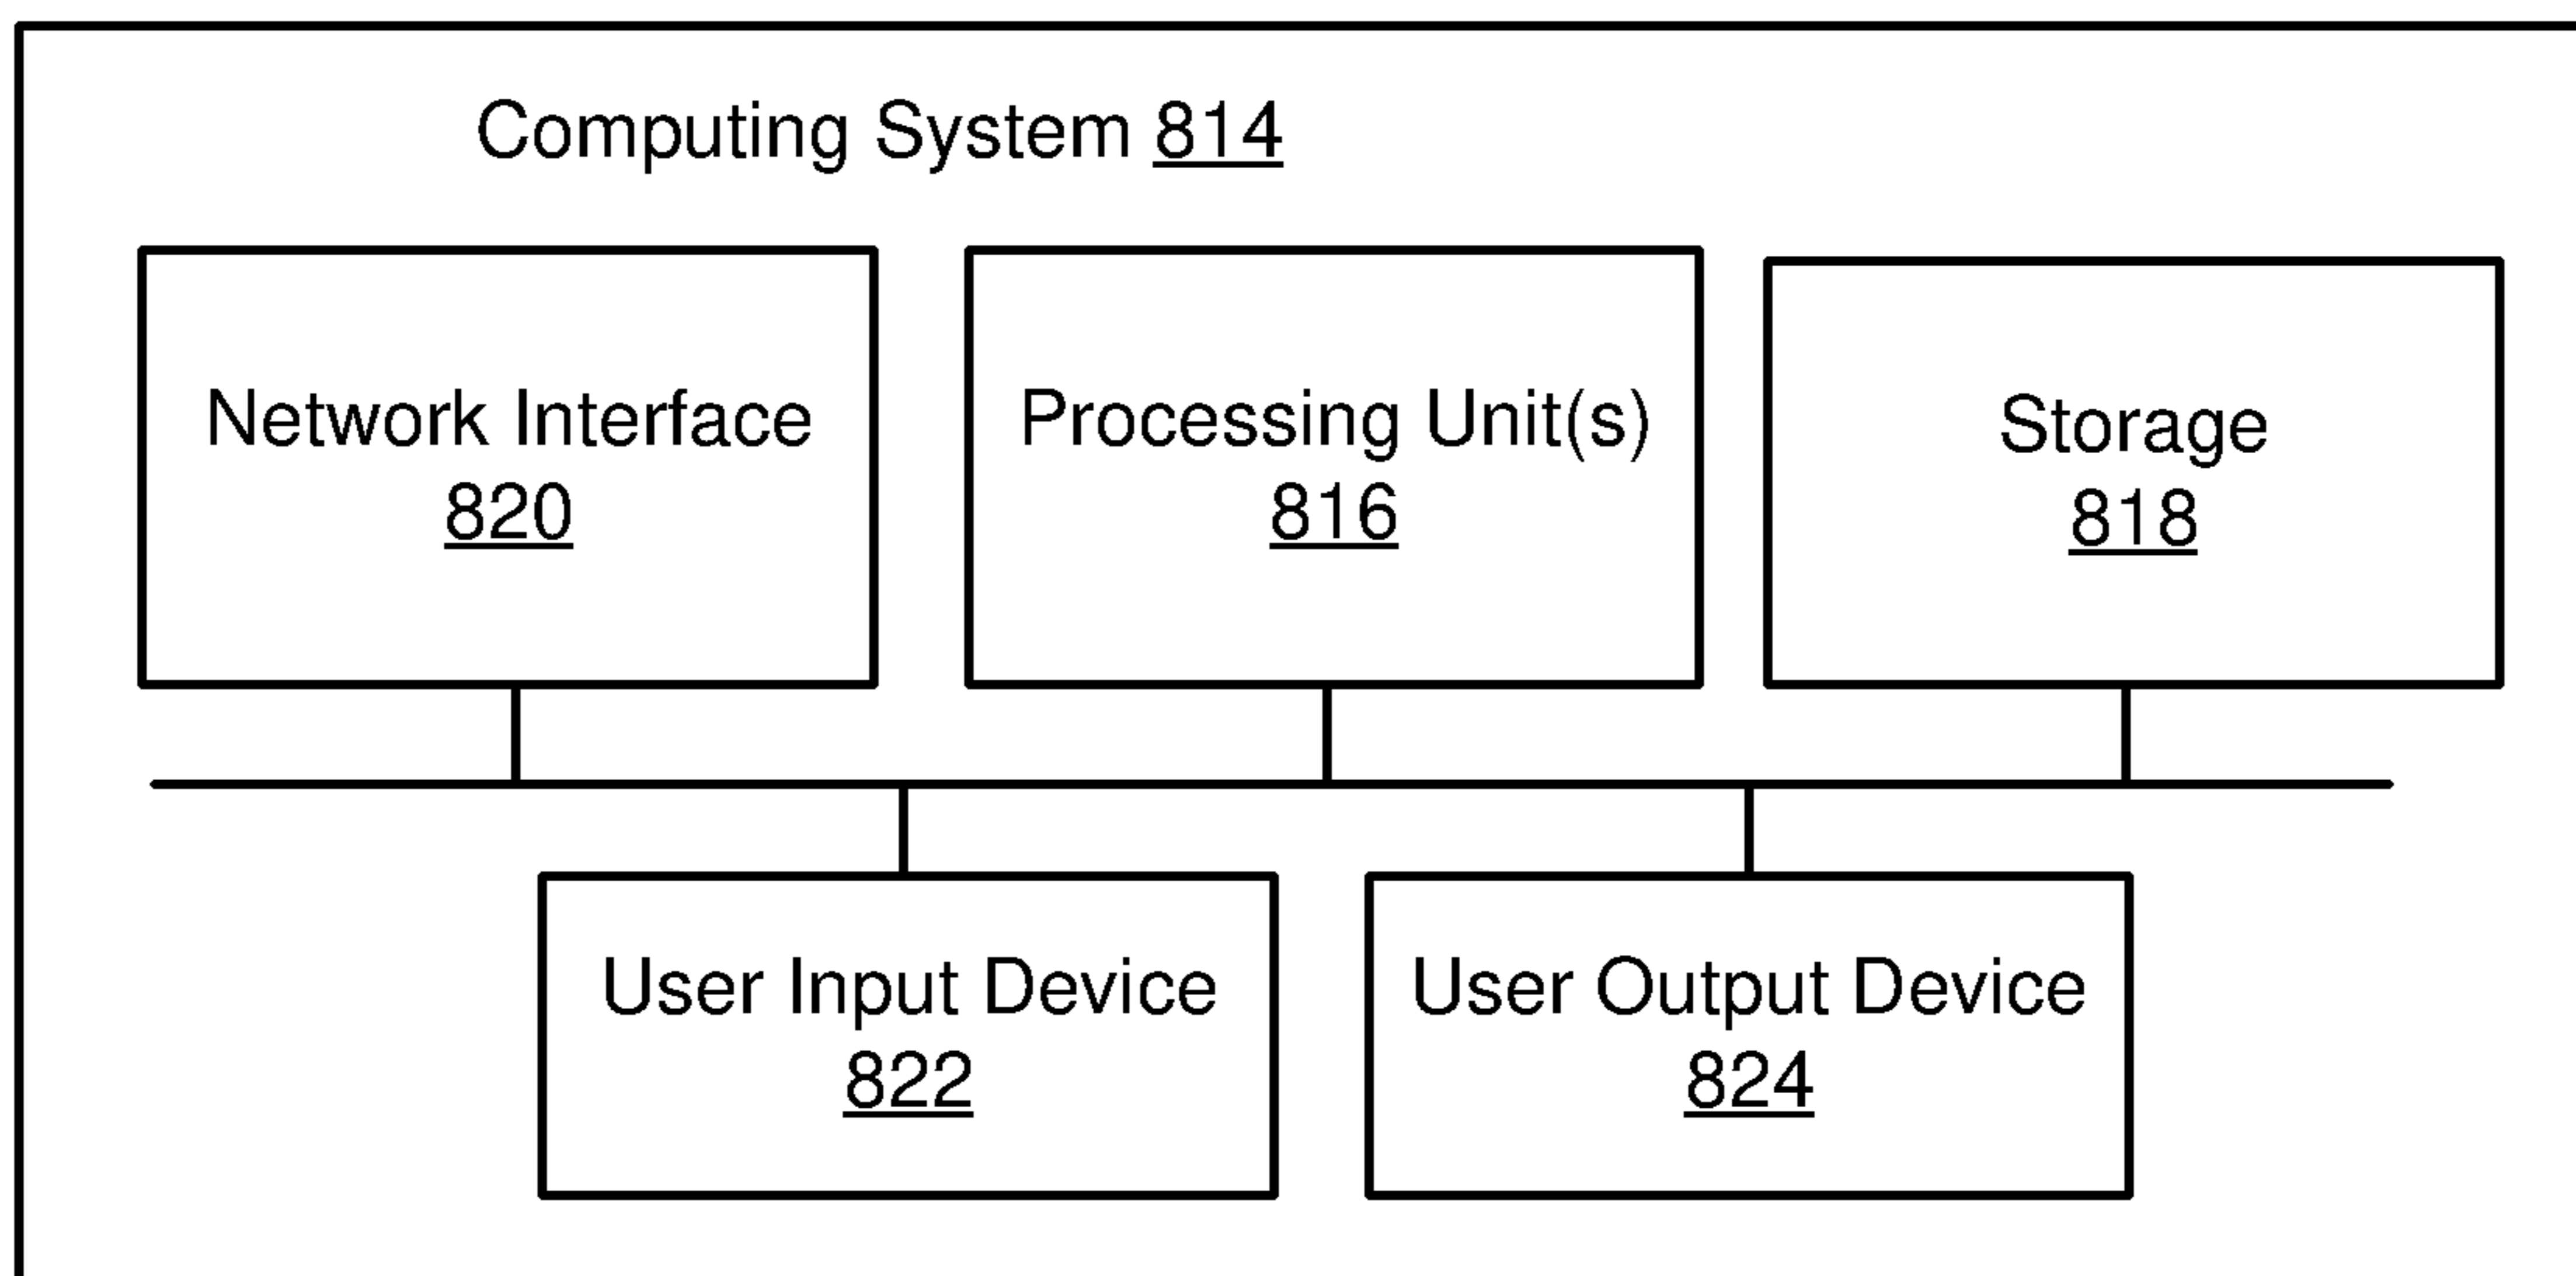 Computing System 814
Network Interface
820
Processing Unit(s)
816
Storage
818
User Input Device
822
User Output Device
824